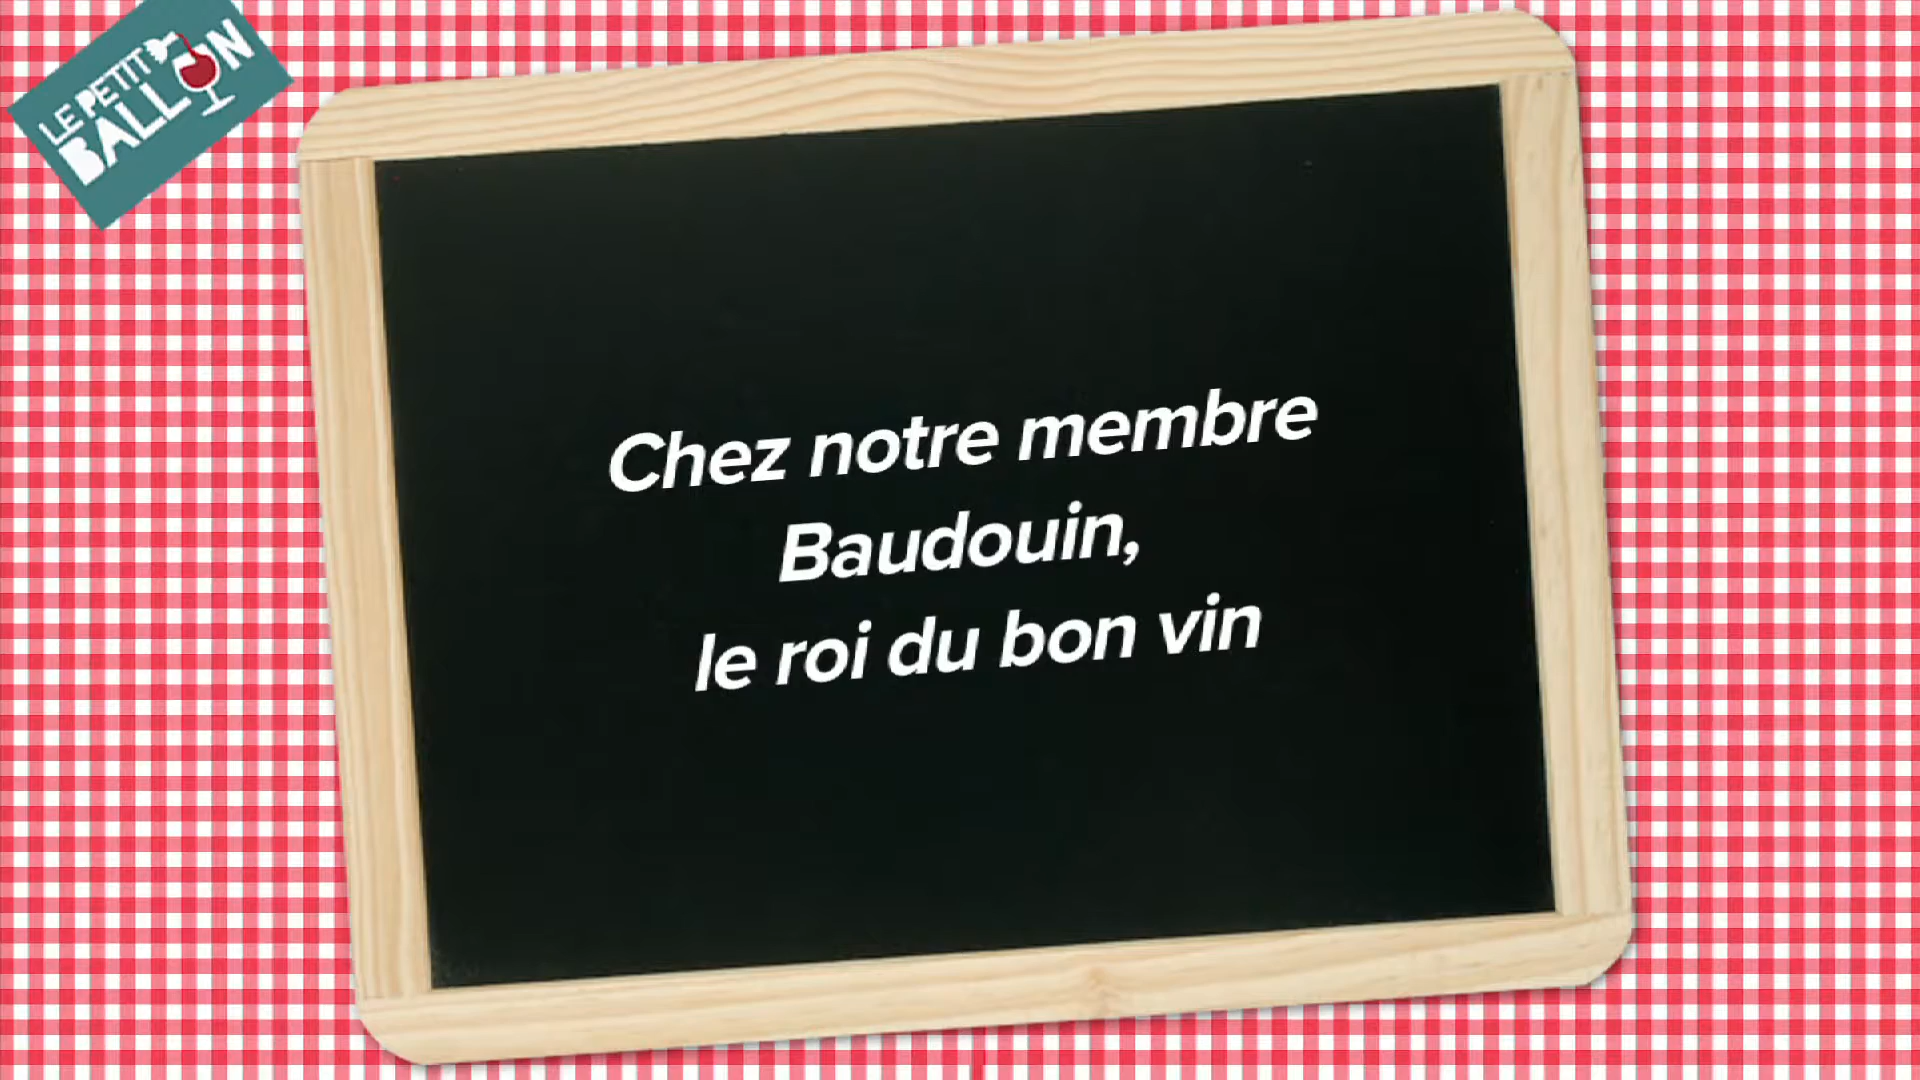 LE PETIT
BALLON
Chez notre membre
Baudouin,
le roi du bon vin